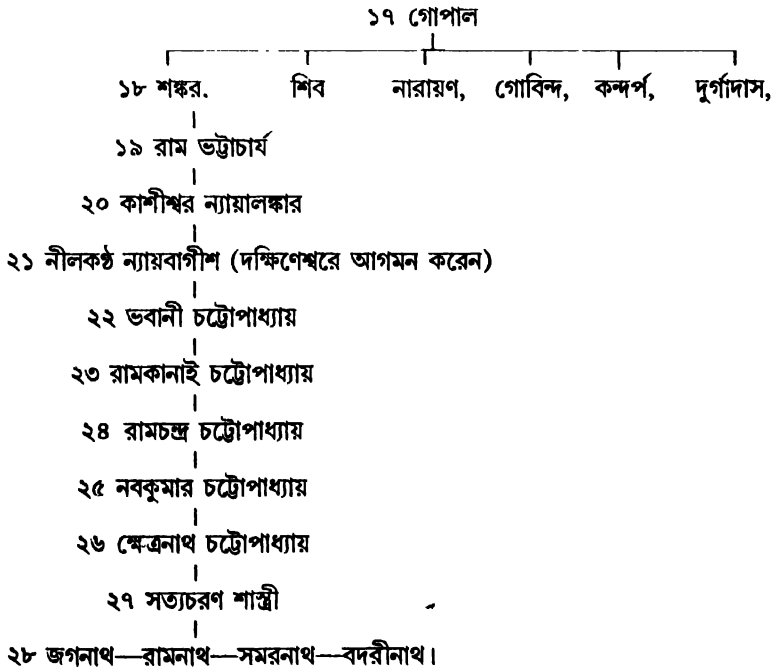 ১৭ গোপাল
১৮ শঙ্কর. শিব নারায়ণ, গোবিন্দ, কন্দর্প, দুর্গাদাস,
১৯ রাম ভট্টাচার্য
২০ কাশীশ্বর ন্যায়ালঙ্কার
২১ নীলকণ্ঠ ন্যায়বাগীশ (দক্ষিণেশ্বরে আগমন করেন)
২২ ভবানী চট্টোপাধ্যায়
২৩ রামকানাই চট্টোপাধ্যায়
২৪ রামচন্দ্র চট্টোপাধ্যায়
২৫ নবকুমার চট্টোপাধ্যায়
২৬ ক্ষেত্রনাথ চট্টোপাধ্যায়
২৭ সত্যচরণ শাস্ত্রী
২৮ জগনাথ—রামনাথ—সমরনাথ—বদরীনাথ।